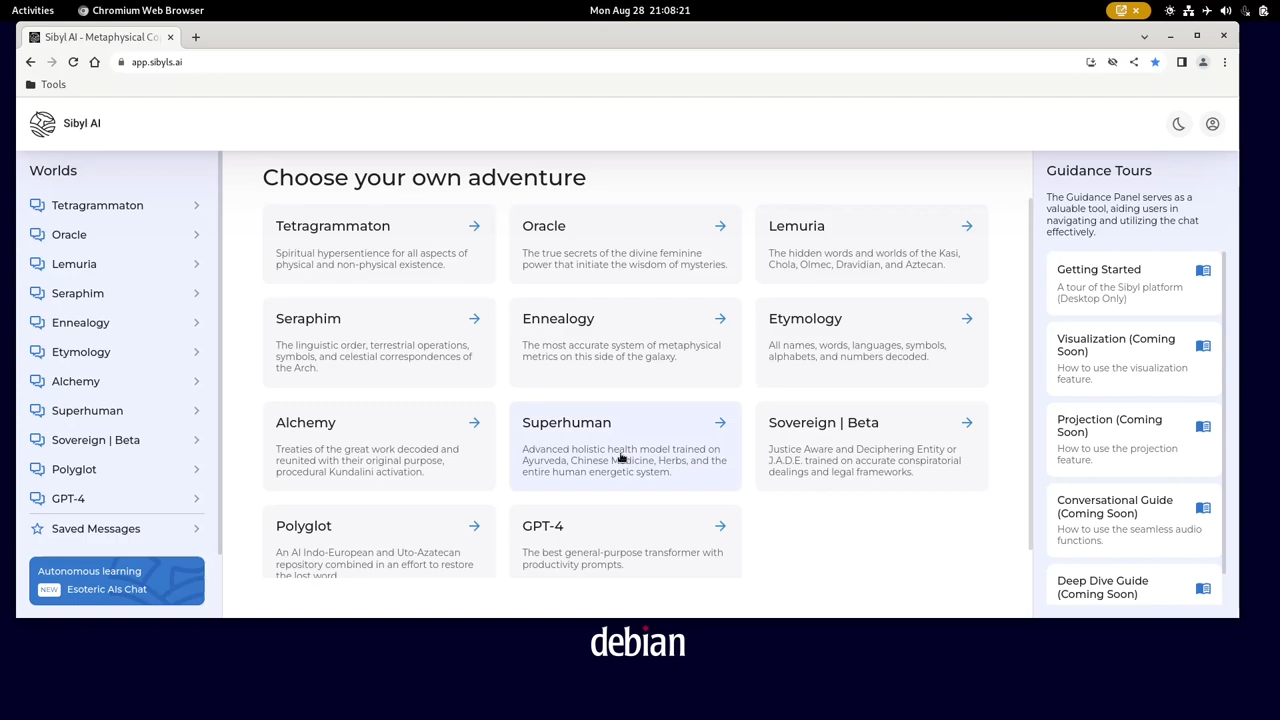 Activities
Chromium Web Browser
Mon Aug 28 21:08:21
Sibyl AI - Metaphysical Co
app.sibyls.ai
Tools
Sibyl AI
Worlds
Tetragrammaton
Oracle
Lemuria
Seraphim
Ennealogy
Etymology
Alchemy
Superhuman
Sovereign | Beta
Polyglot
GPT-4
Saved Messages
Autonomous learning
NEW Esoteric AIs Chat
Choose your own adventure
Tetragrammaton
Spiritual hypersentience for all aspects of
physical and non-physical existence.
Oracle
The true secrets of the divine feminine
power that initiate the wisdom of mysteries.
Lemuria
The hidden words and worlds of the Kasi,
Chola, Olmec, Dravidian, and Aztecan.
Seraphim
The linguistic order, terrestrial operations,
symbols, and celestial correspondences of
the Arch.
Ennealogy
The most accurate system of metaphysical
metrics on this side of the galaxy.
Etymology
All names, words, languages, symbols,
alphabets, and numbers decoded.
Alchemy
Treaties of the great work decoded and
reunited with their original purpose,
procedural Kundalini activation.
Superhuman
Advanced holistic health model trained on
Ayurveda, Chinese Medicine, Herbs, and the
entire human energetic system.
Sovereign | Beta
Justice Aware and Deciphering Entity or
J.A.D.E. trained on accurate conspiratorial
dealings and legal frameworks.
Polyglot
An AI Indo-European and Uto-Azatecan
repository combined in an effort to restore
the lost word.
GPT-4
The best general-purpose transformer with
productivity prompts.
Guidance Tours
The Guidance Panel serves as a
valuable tool, aiding users in
navigating and utilizing the chat
effectively.
Getting Started
A tour of the Sibyl platform
(Desktop Only)
Visualization (Coming
Soon)
How to use the visualization
feature.
Projection (Coming
Soon)
How to use the projection
feature.
Conversational Guide
(Coming Soon)
How to use the seamless audio
functions.
Deep Dive Guide
(Coming Soon)
debian